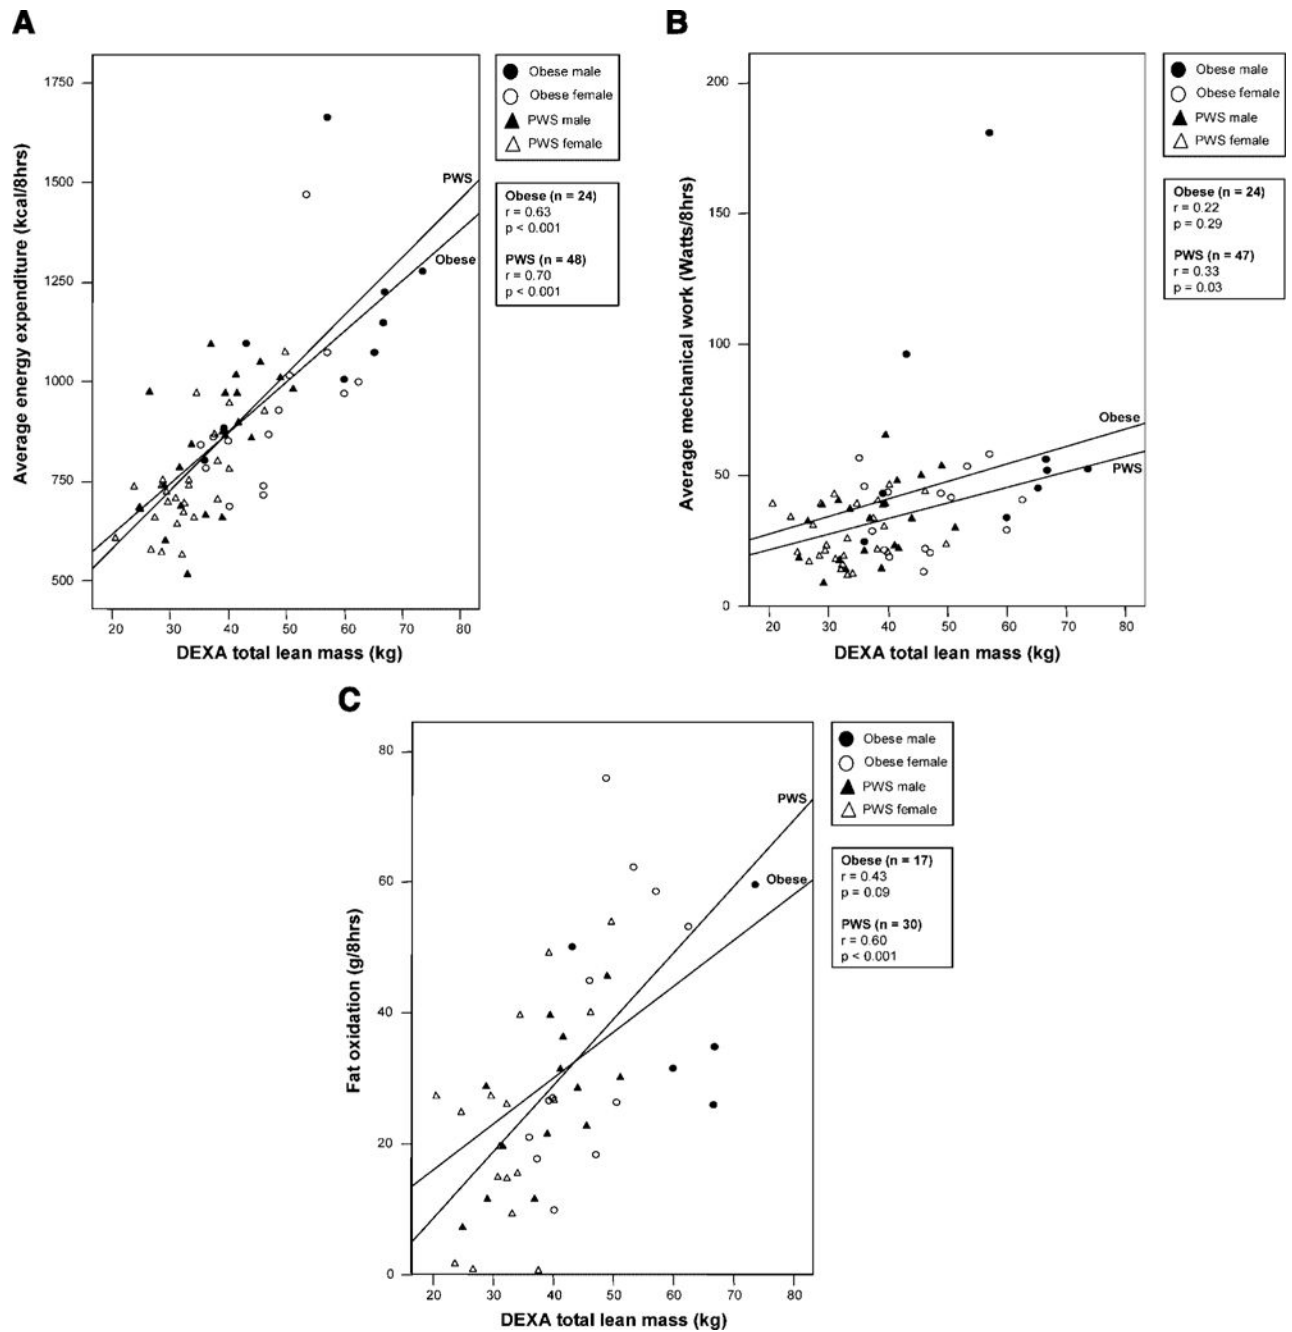 A
Average energy expenditure (kcal/8hrs)
1750
1500
1250
1000
750
500
20 30 40 50 60 70 80
DEXA total lean mass (kg)
PWS
Obese
Obese male
Obese female
PWS male
PWS female
Obese (n = 24)
r = 0.63
p < 0.001
PWS (n = 48)
r = 0.70
p < 0.001
B
Average mechanical work (Watts/8hrs)
200
150
100
50
0
20 30 40 50 60 70 80
DEXA total lean mass (kg)
Obese
PWS
Obese male
Obese female
PWS male
PWS female
Obese (n = 24)
r = 0.22
p = 0.29
PWS (n = 47)
r = 0.33
p = 0.03
C
Fat oxidation (g/8hrs)
80
60
40
20
0
20 30 40 50 60 70 80
DEXA total lean mass (kg)
PWS
Obese
Obese male
Obese female
PWS male
PWS female
Obese (n = 17)
r = 0.43
p = 0.09
PWS (n = 30)
r = 0.60
p < 0.001